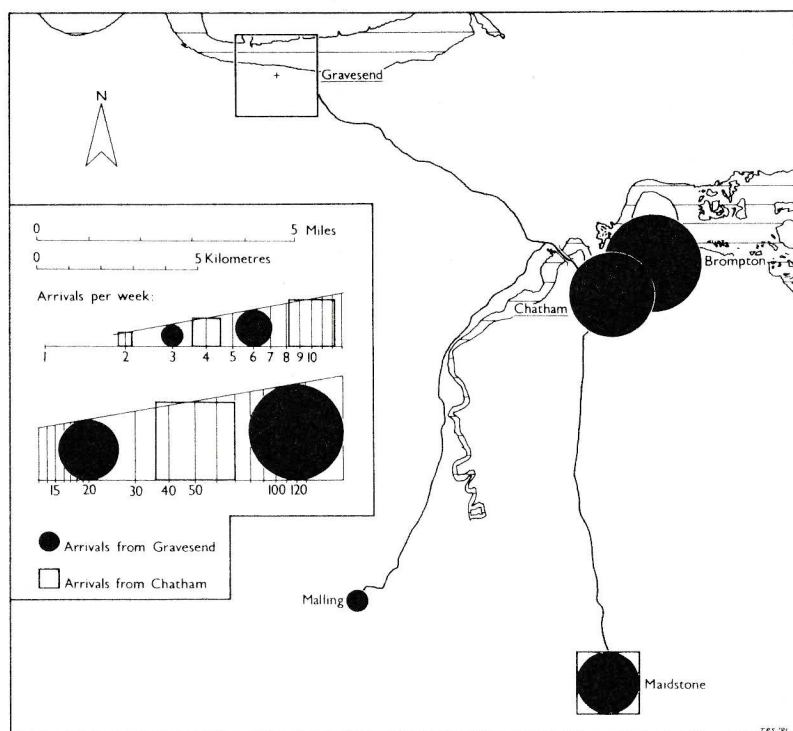 Gravesend
N
Brompton
Chatham
0 5 Miles
0 5 Kilometres
Arrivals per week:
1 2 3 4 5 6 7 8 9 10
15 20 30 40 50 100 120
Arrivals from Gravesend
Arrivals from Chatham
Malling
Maidstone